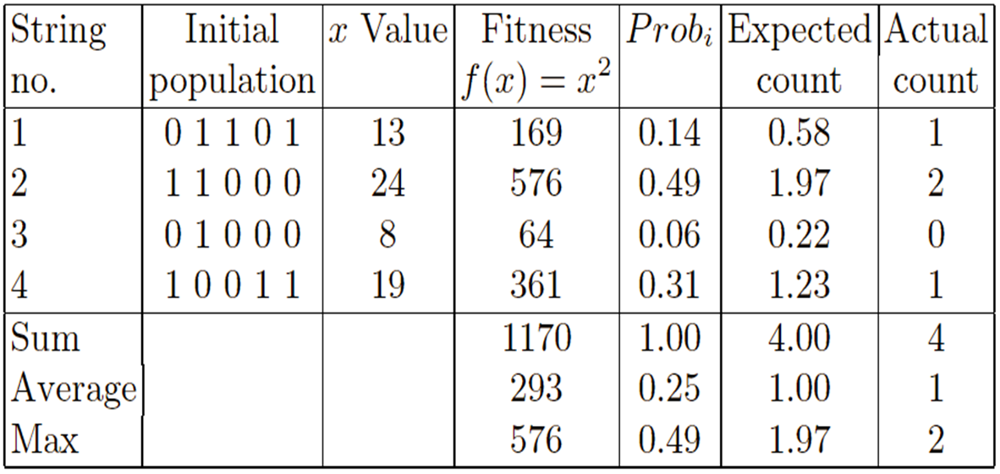 String Initial x Value Fitness Prob_i Expected Actual
no. population f(x) = x² count count
1 0 1 1 0 1 13 169 0.14 0.58 1
2 1 1 0 0 0 24 576 0.49 1.97 2
3 0 1 0 0 0 8 64 0.06 0.22 0
4 1 0 0 1 1 19 361 0.31 1.23 1
Sum 1170 1.00 4.00 4
Average 293 0.25 1.00 1
Max 576 0.49 1.97 2